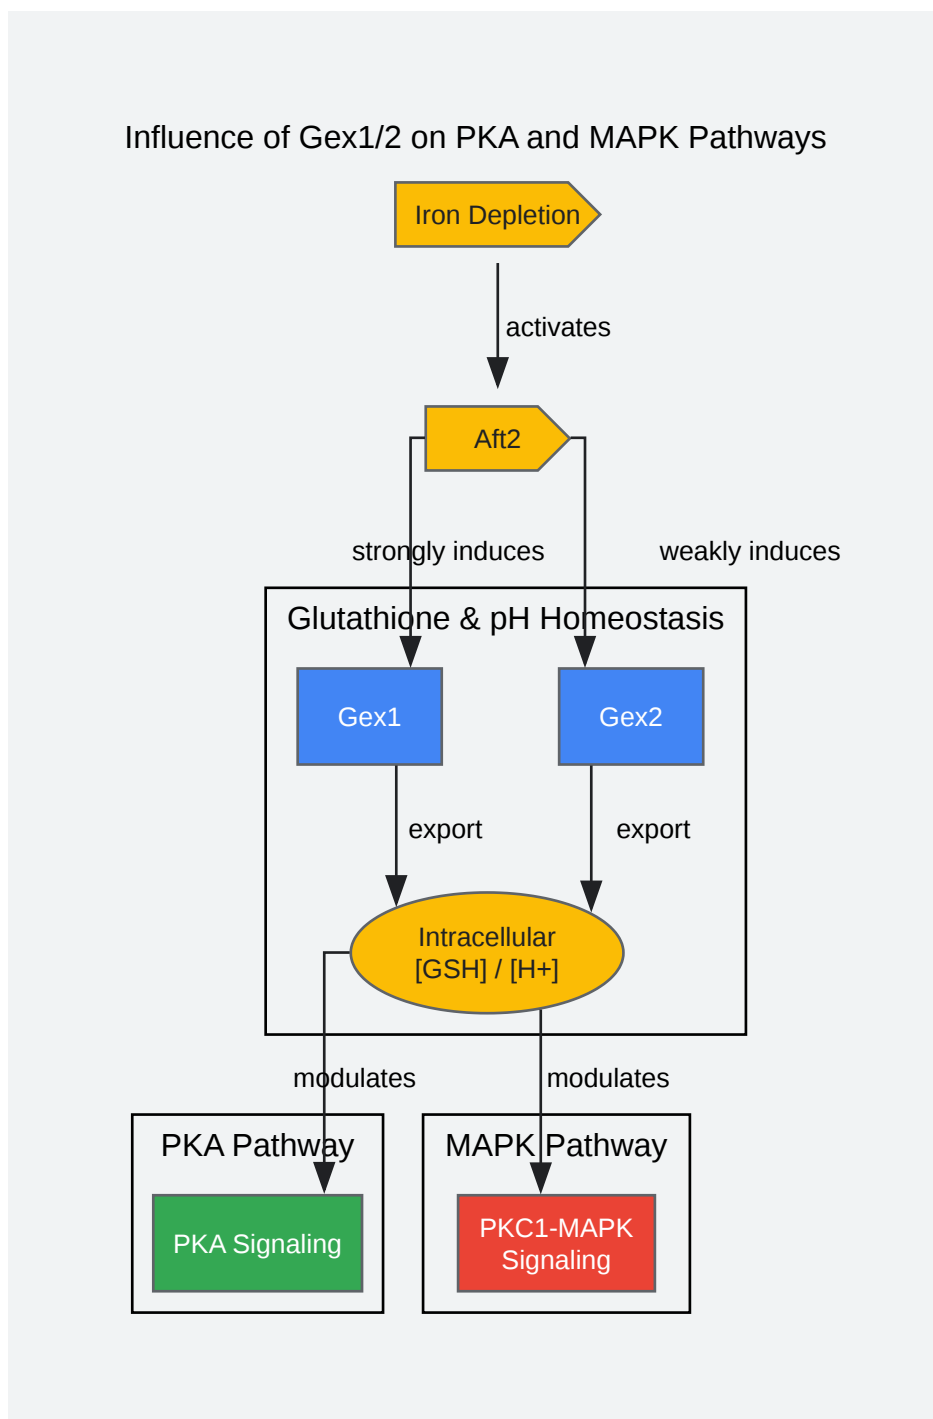 Influence of Gex1/2 on PKA and MAPK Pathways
Iron Depletion
activates
Aft2
strongly induces
weakly induces
Glutathione & pH Homeostasis
Gex1
Gex2
export
export
Intracellular
[GSH] / [H+]
modulates
modulates
PKA Pathway
MAPK Pathway
PKA Signaling
PKC1-MAPK
Signaling